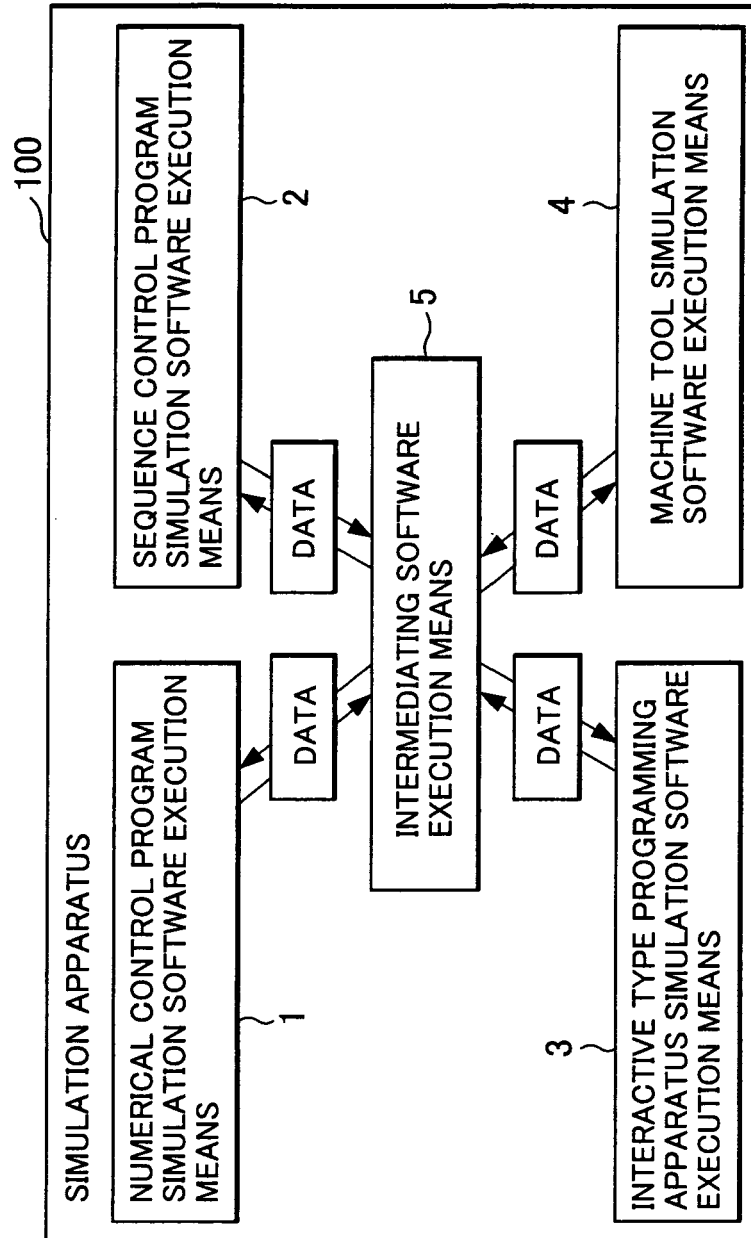 100
SIMULATION APPARATUS
NUMERICAL CONTROL PROGRAM
SIMULATION SOFTWARE EXECUTION
MEANS
1
SEQUENCE CONTROL PROGRAM
SIMULATION SOFTWARE EXECUTION
MEANS
2
DATA
DATA
INTERMEDIATING SOFTWARE
EXECUTION MEANS
5
DATA
DATA
3
INTERACTIVE TYPE PROGRAMMING
APPARATUS SIMULATION SOFTWARE
EXECUTION MEANS
4
MACHINE TOOL SIMULATION
SOFTWARE EXECUTION MEANS